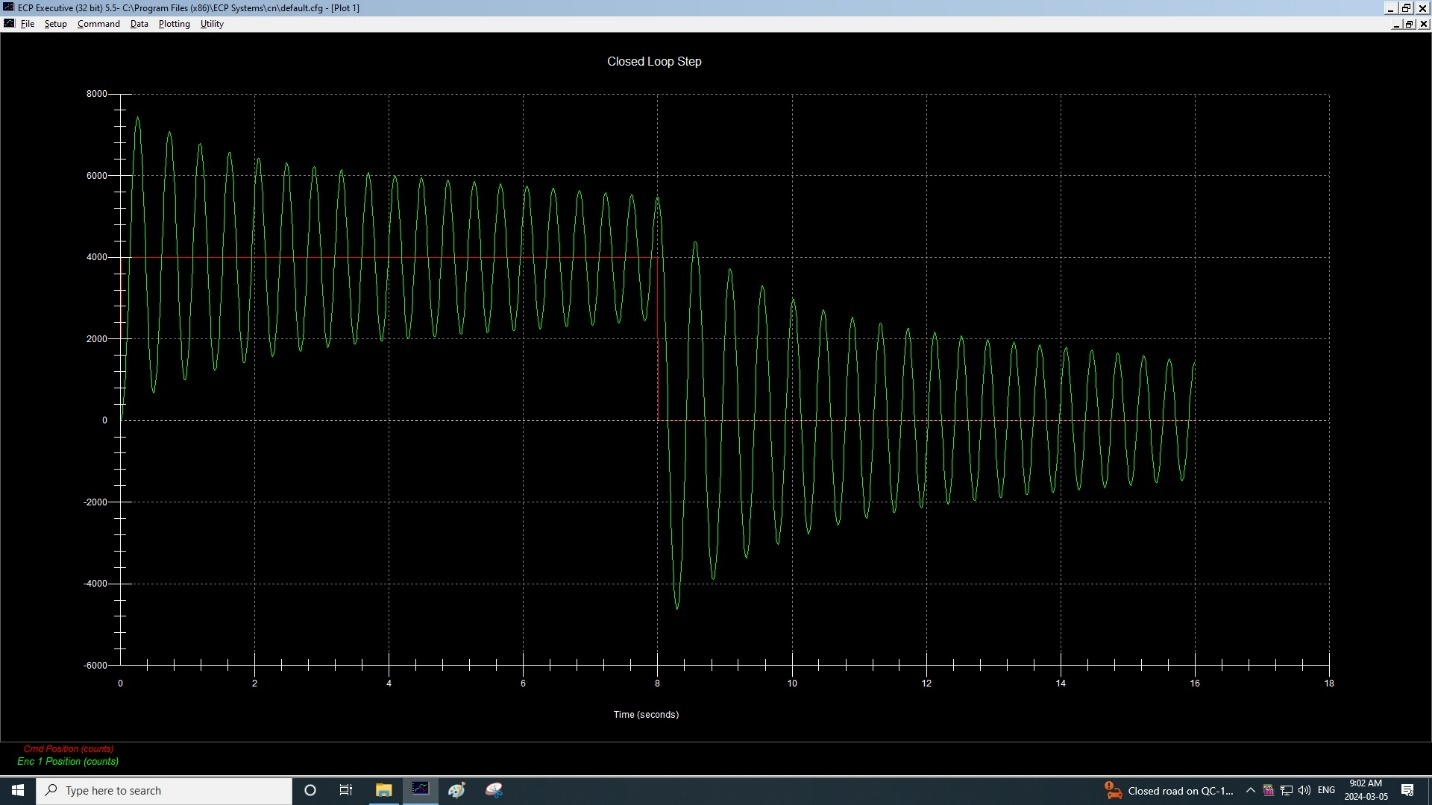 ECP Executive (32 bit) 5.5- C:\Program Files (x86)\ECP Systems\cn\default.cfg - [Plot 1]
File Setup Command Data Plotting Utility
Closed Loop Step
8000
6000
4000
2000
0
-2000
-4000
-6000
0 2 4 6 8 10 12 14 16 18
Time (seconds)
Cmd Position (counts)
Enc 1 Position (counts)
Type here to search
Closed road on QC-1...
ENG
9:02 AM
2024-03-05